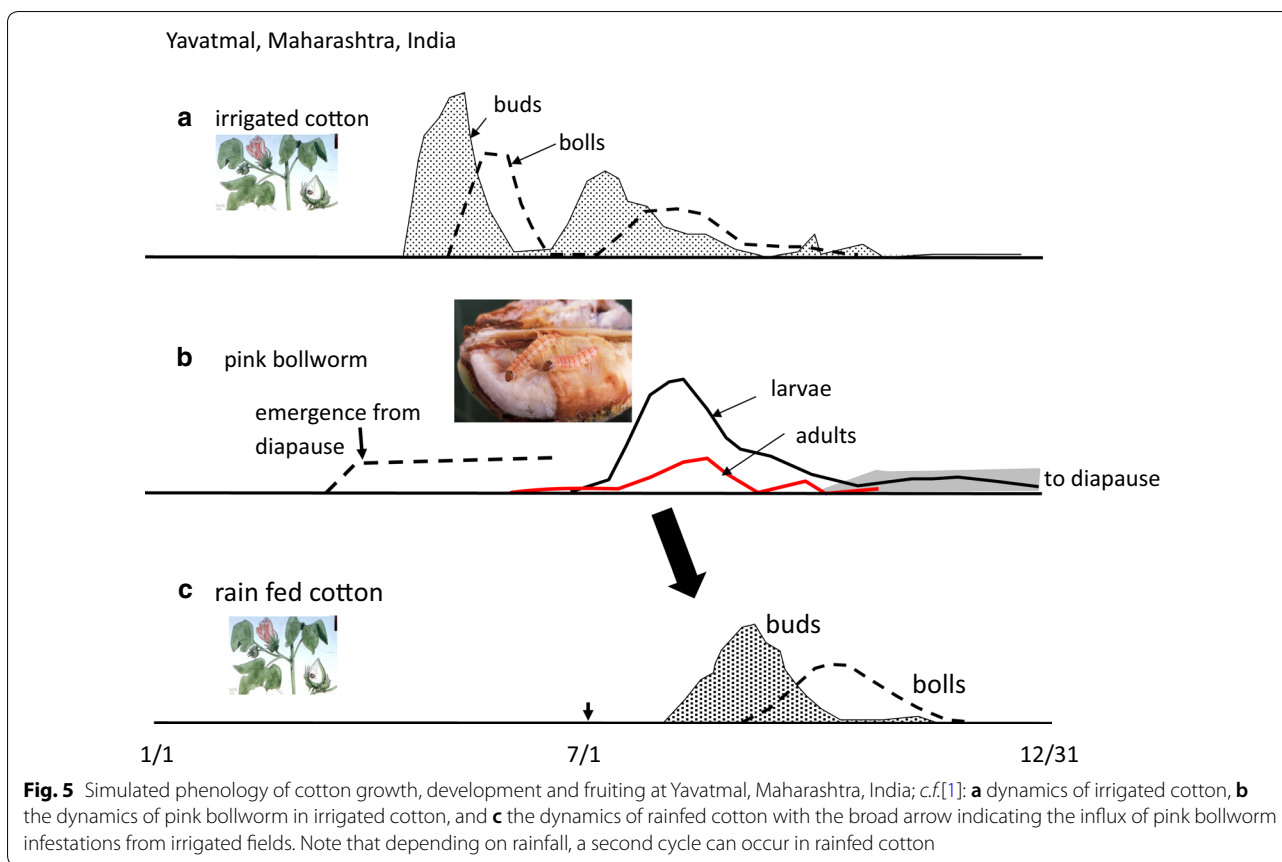 Yavatmal, Maharashtra, India
a irrigated cotton
buds
bolls
b pink bollworm
emergence from
diapause
larvae
adults
to diapause
c rain fed cotton
buds
bolls
1/1 7/1 12/31
Fig. 5 Simulated phenology of cotton growth, development and fruiting at Yavatmal, Maharashtra, India; c.f.[1]: a dynamics of irrigated cotton, b
the dynamics of pink bollworm in irrigated cotton, and c the dynamics of rainfed cotton with the broad arrow indicating the influx of pink bollworm
infestations from irrigated fields. Note that depending on rainfall, a second cycle can occur in rainfed cotton